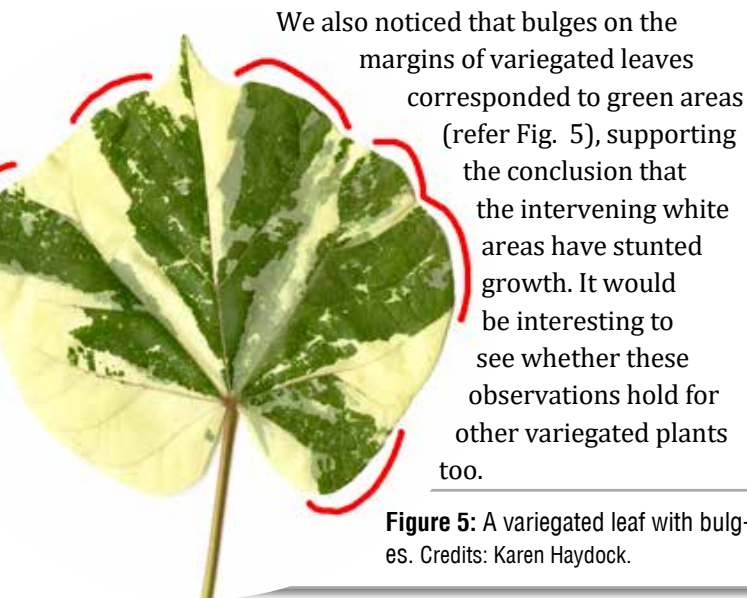 We also noticed that bulges on the
margins of variegated leaves
corresponded to green areas
(refer Fig. 5), supporting
the conclusion that
the intervening white
areas have stunted
growth. It would
be interesting to
see whether these
observations hold for
other variegated plants
too.
Figure 5: A variegated leaf with bulg-
es. Credits: Karen Haydock.